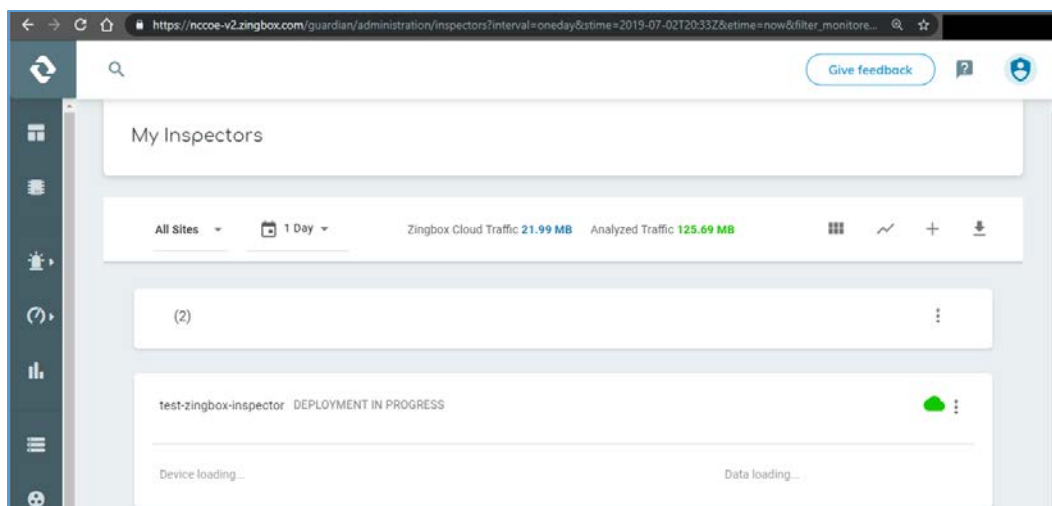 https://nccoe-v2.zingbox.com/guardian/administration/inspectors?interval=oneday&stime=2019-07-02T20:33Z&etime=now&filter_monitore...
Give feedback
?
My Inspectors
All Sites 1 Day Zingbox Cloud Traffic 21.99 MB Analyzed Traffic 125.69 MB
(2)
test-zingbox-inspector DEPLOYMENT IN PROGRESS
Device loading... Data loading...